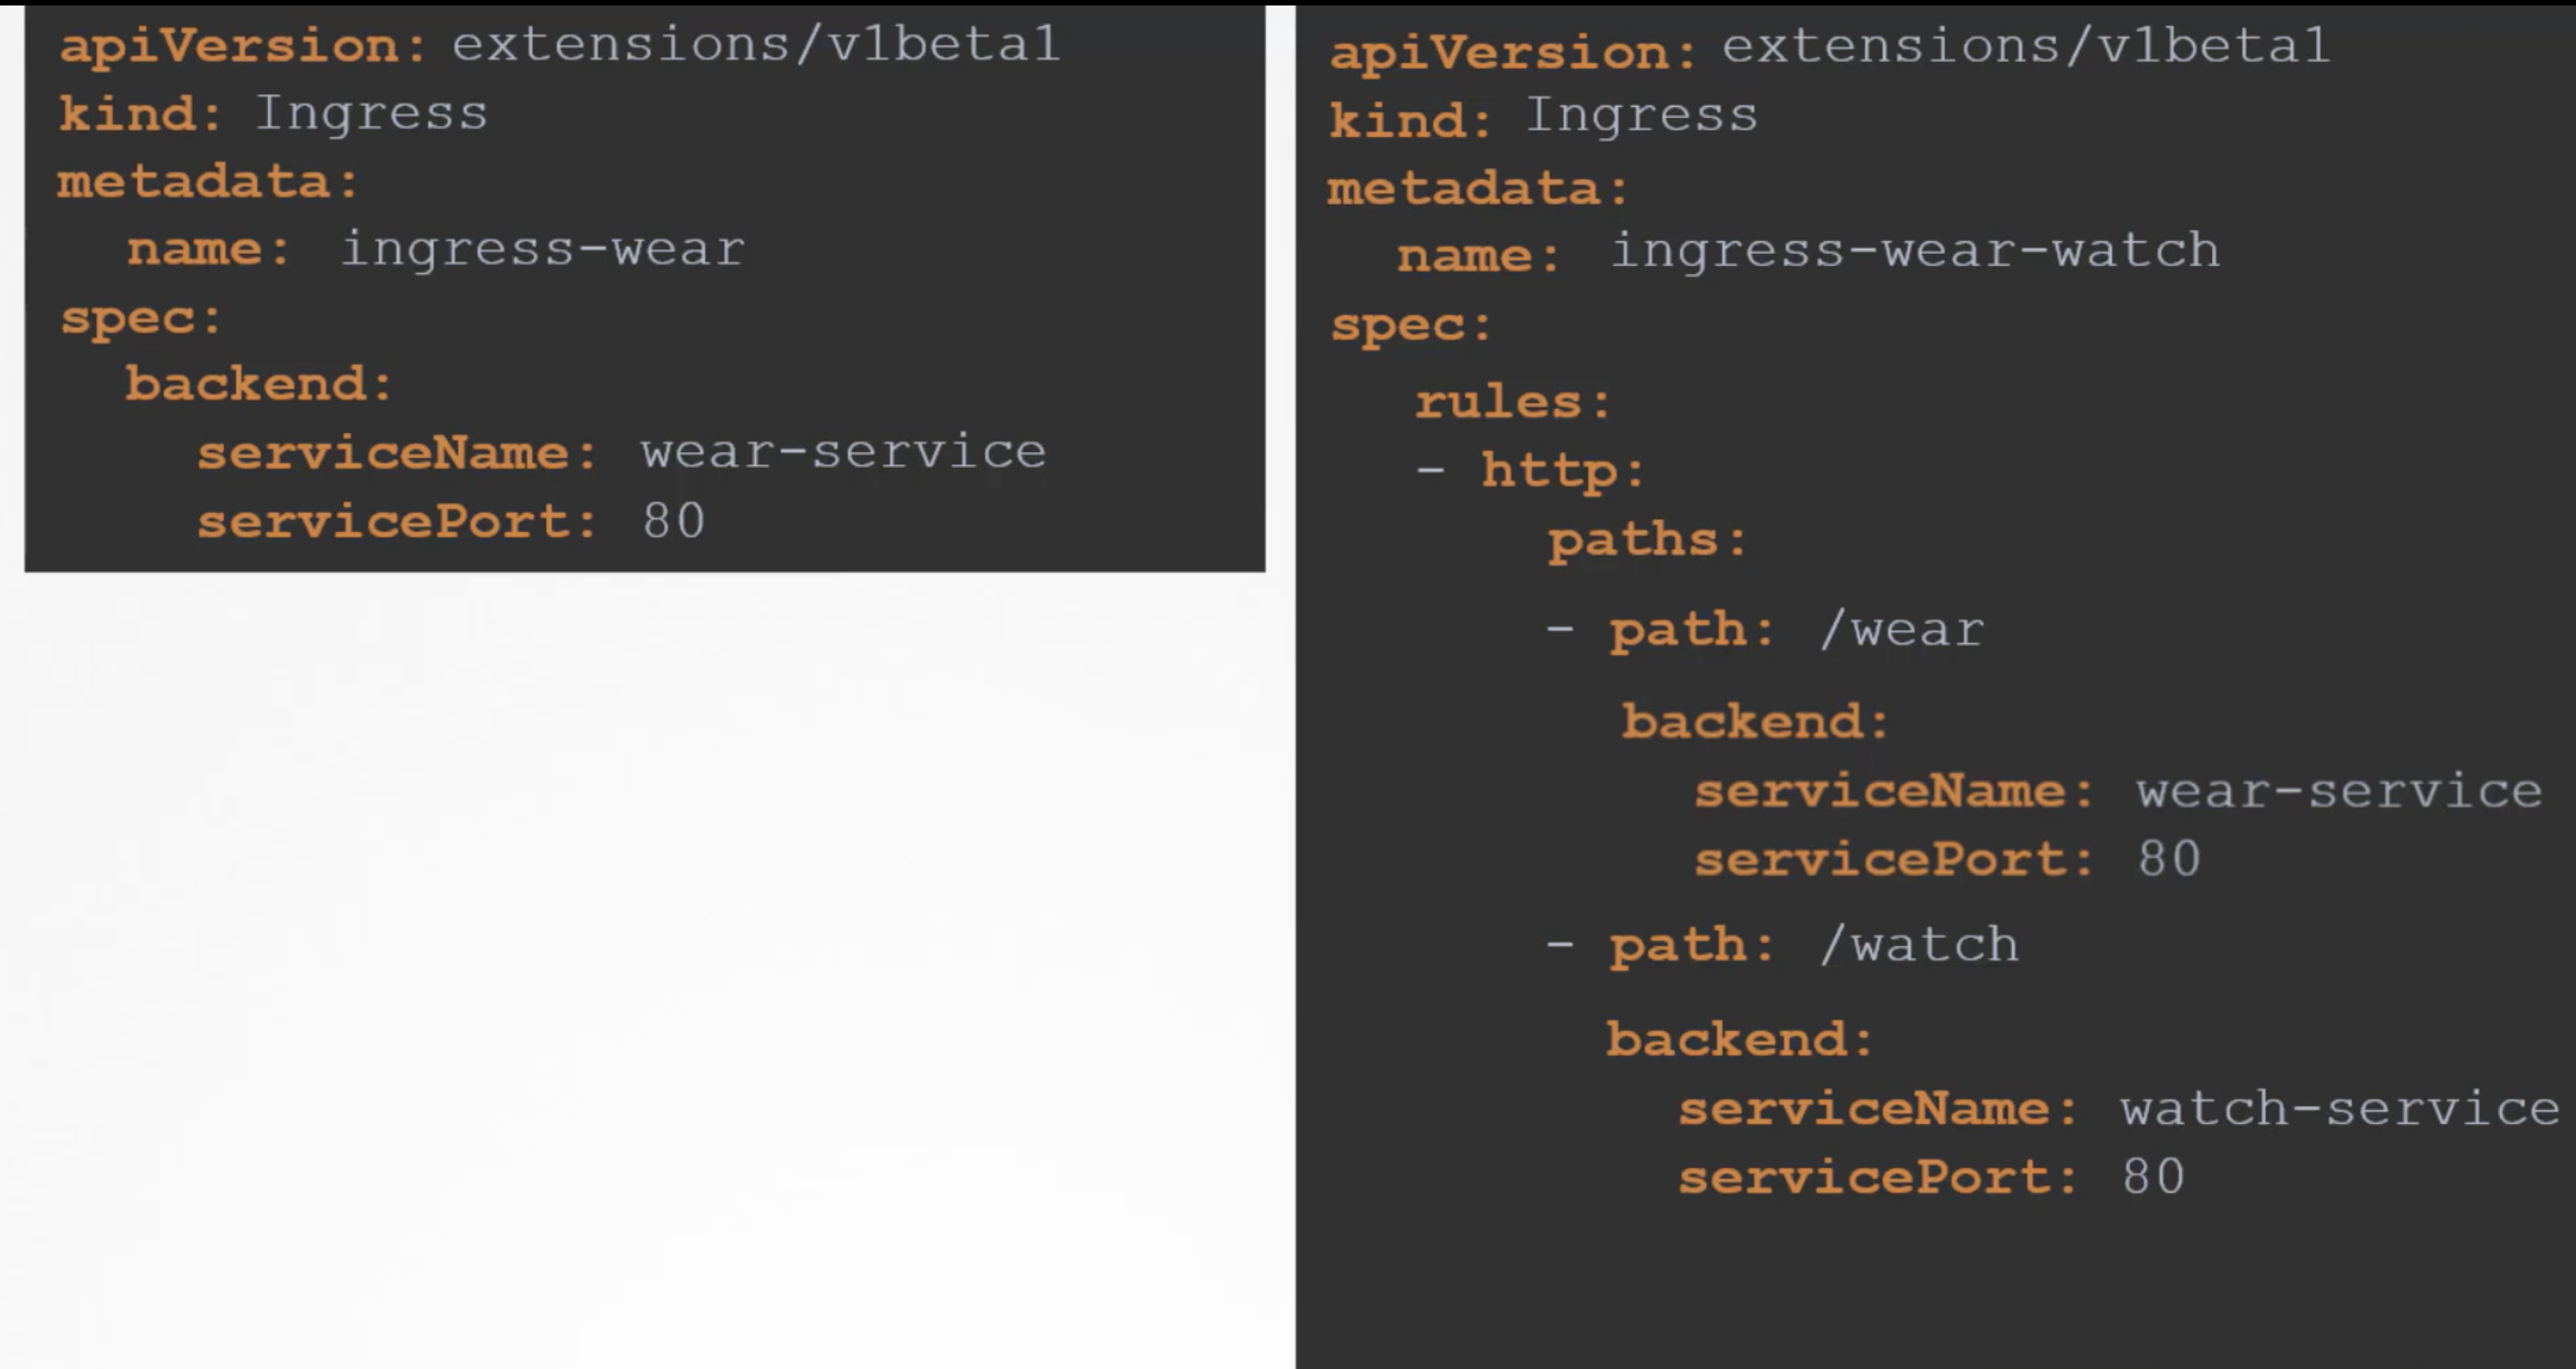 apiVersion: extensions/v1beta1
kind: Ingress
metadata:
  name: ingress-wear
spec:
  backend:
    serviceName: wear-service
    servicePort: 80
apiVersion: extensions/v1beta1
kind: Ingress
metadata:
  name: ingress-wear-watch
spec:
  rules:
  - http:
      paths:
      - path: /wear
        backend:
          serviceName: wear-service
          servicePort: 80
      - path: /watch
        backend:
          serviceName: watch-service
          servicePort: 80